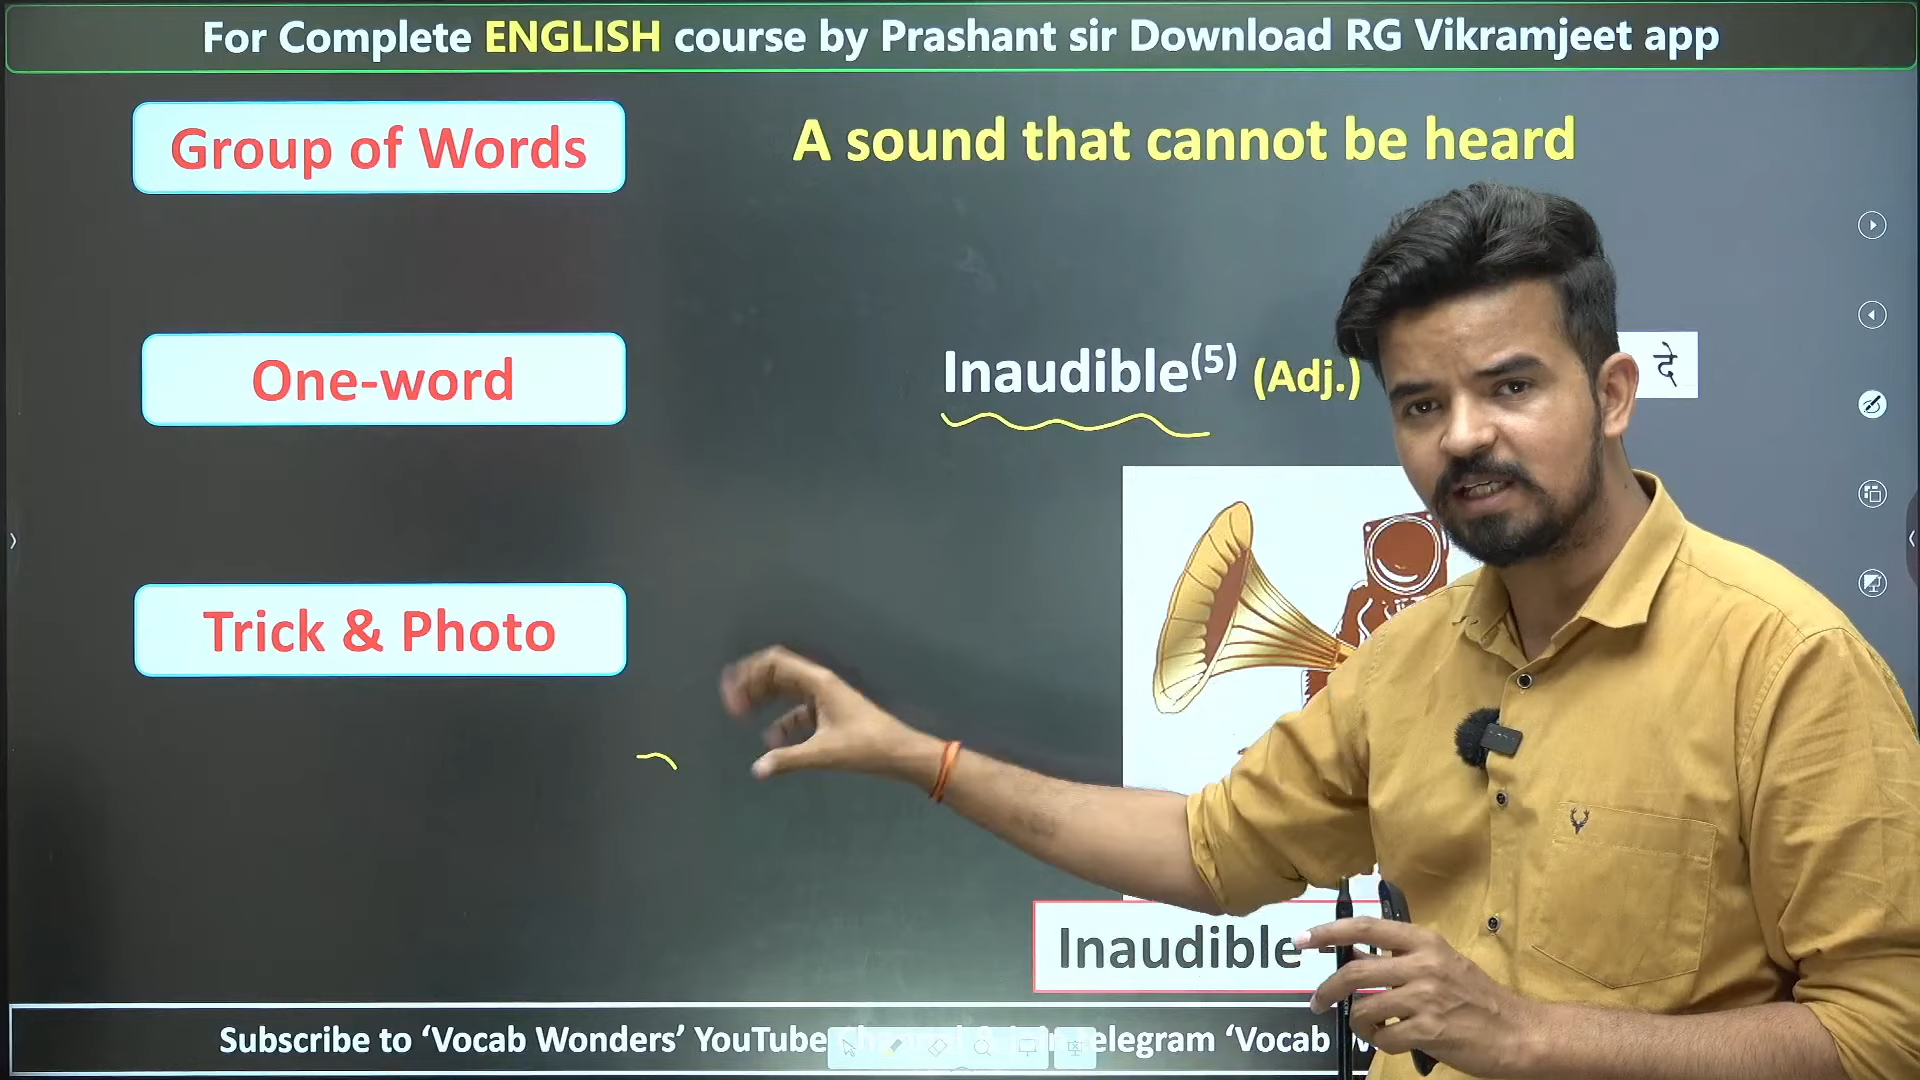 For Complete ENGLISH course by Prashant sir Download RG Vikramjeet app
Group of Words
A sound that cannot be heard
One-word
Inaudible(5) (Adj.)
दे
Trick & Photo
Inaudible -
Subscribe to ‘Vocab Wonders’ YouTube Telegram ‘Vocab